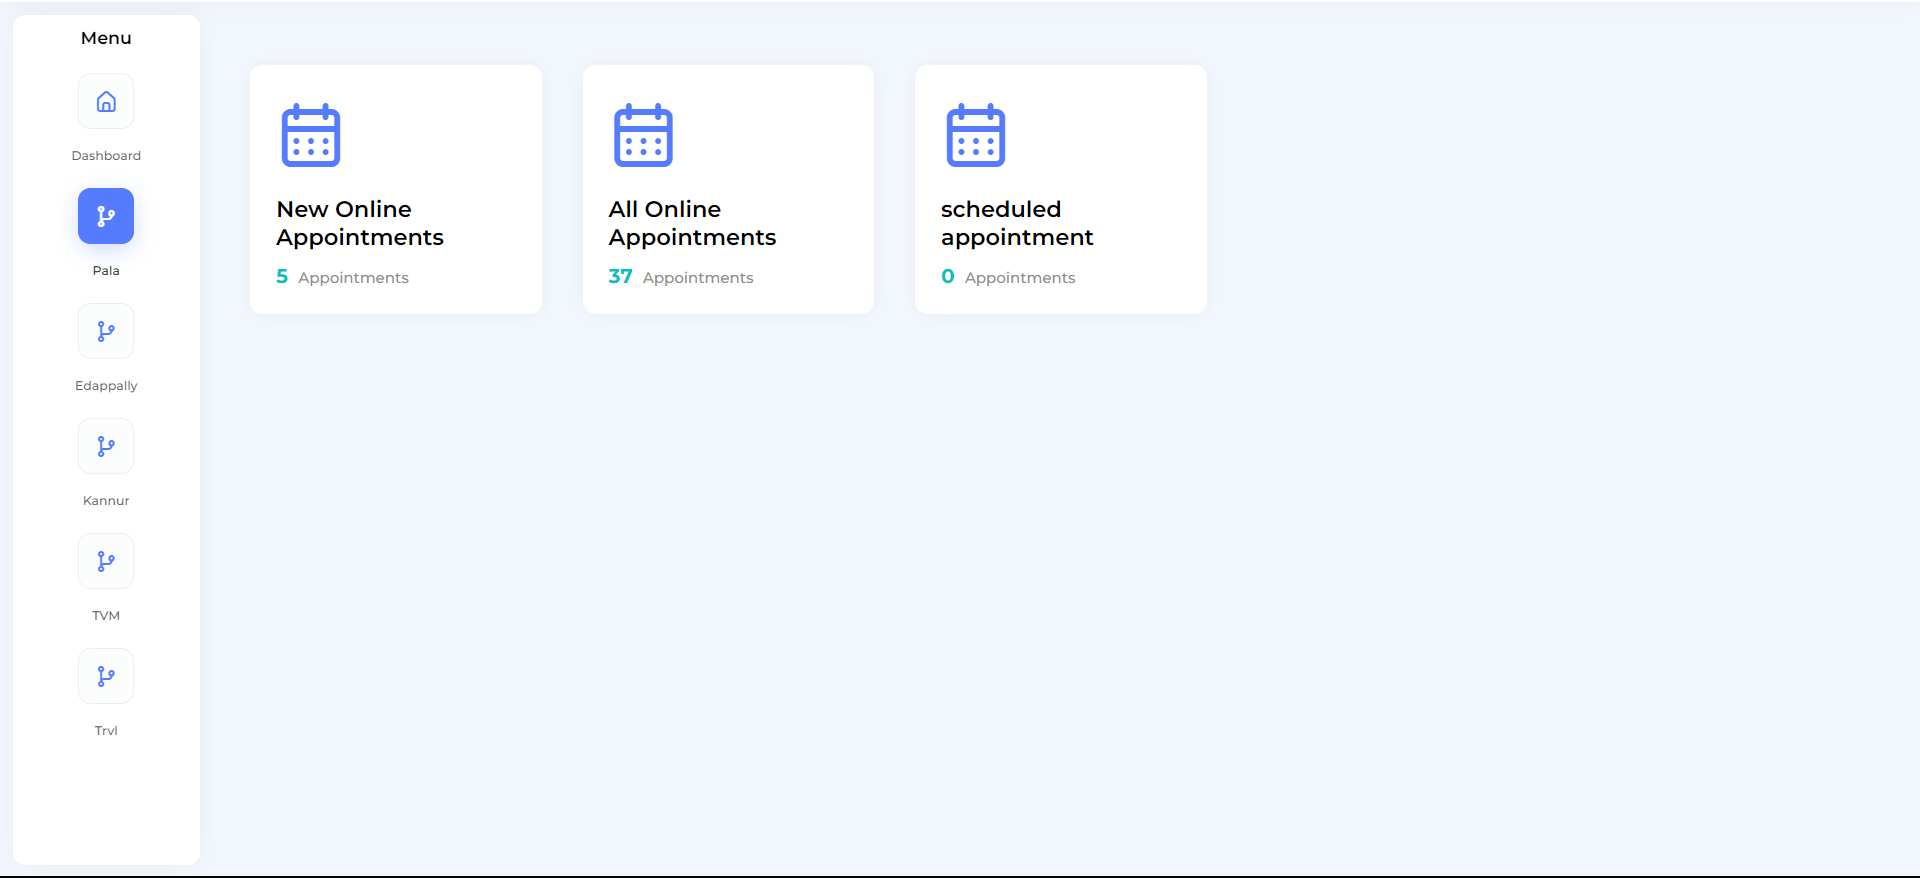 Menu
Dashboard
Pala
Edappally
Kannur
TVM
Trvl
New Online
Appointments
5 Appointments
All Online
Appointments
37 Appointments
scheduled
appointment
0 Appointments